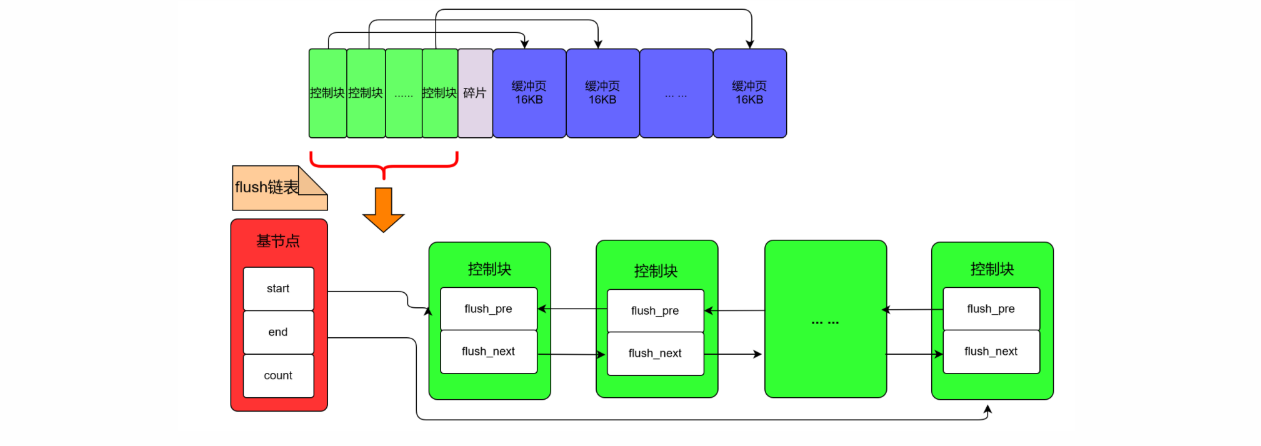 控制块
控制块
......
控制块
碎片
缓冲页
16KB
缓冲页
16KB
... ...
缓冲页
16KB
flush链表
基节点
start
end
count
控制块
flush_pre
flush_next
控制块
flush_pre
flush_next
... ...
控制块
flush_pre
flush_next